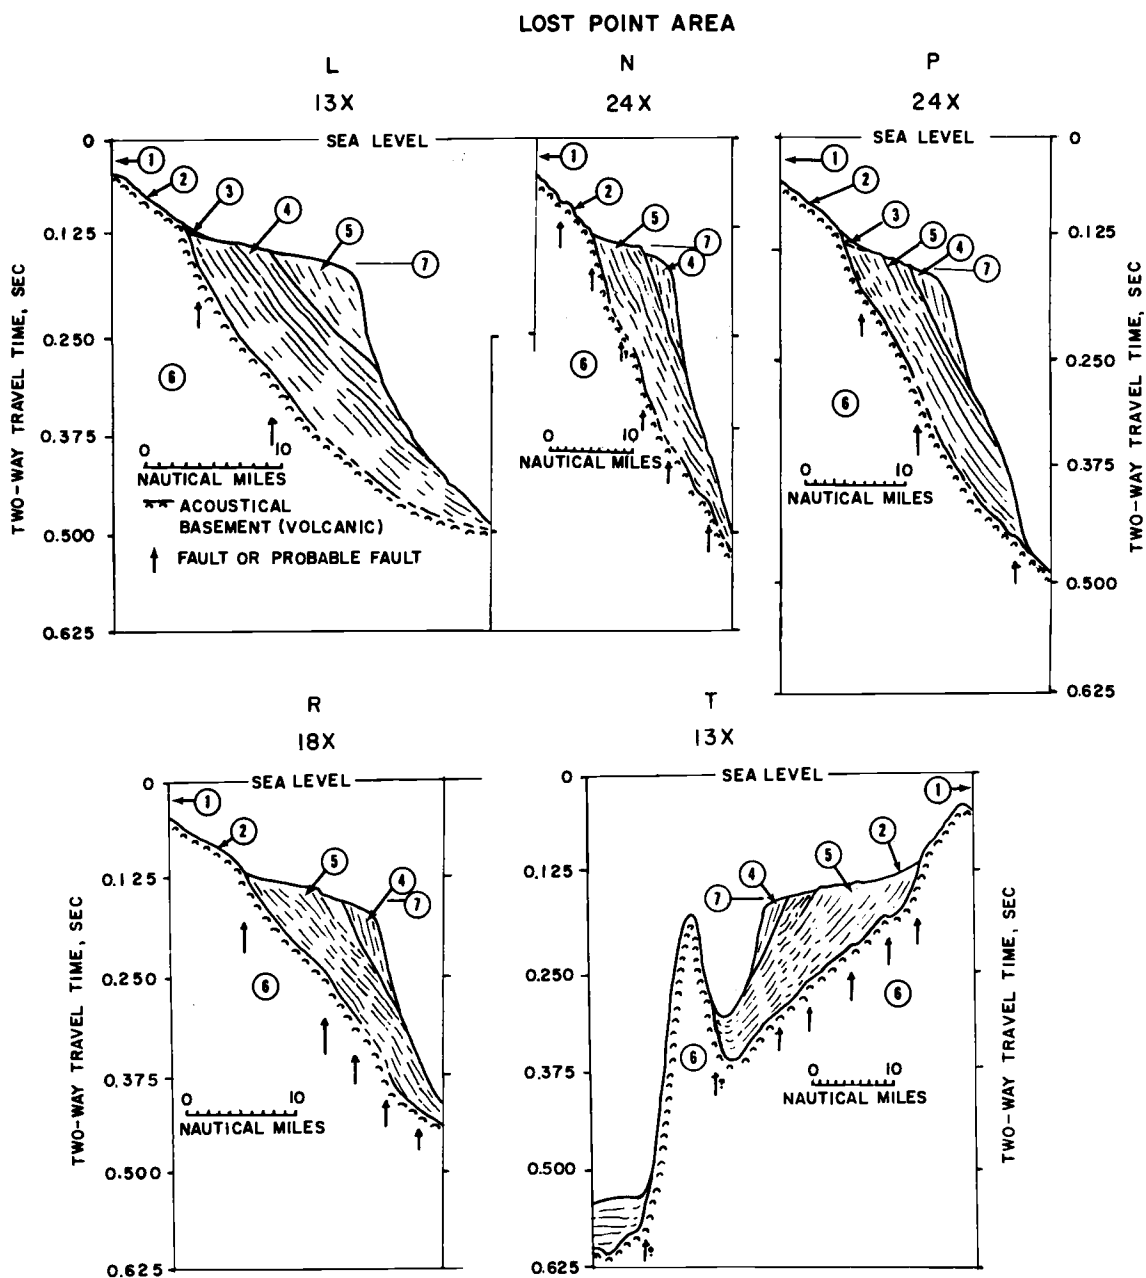 LOST POINT AREA
L
13X
N
24X
P
24X
0
SEA LEVEL
SEA LEVEL
0
1
1
1
2
2
2
3
3
4
5
5
5
4
7
7
4
7
0.125
0.125
0.250
0.250
0.375
0.375
0.500
0.500
0.625
0.625
TWO-WAY TRAVEL TIME, SEC
TWO-WAY TRAVEL TIME, SEC
6
6
6
0 10
NAUTICAL MILES
ACOUSTICAL
BASEMENT (VOLCANIC)
FAULT OR PROBABLE FAULT
0 10
NAUTICAL MILES
?
0 10
NAUTICAL MILES
R
18X
T
13X
0
SEA LEVEL
0
SEA LEVEL
1
2
5
4
7
6
0.125
0.250
0.375
0.500
0.625
TWO-WAY TRAVEL TIME, SEC
0 10
NAUTICAL MILES
1
2
5
4
7
6
6
0.125
0.250
0.375
0.500
0.625
?
?
0 10
NAUTICAL MILES
TWO-WAY TRAVEL TIME, SEC